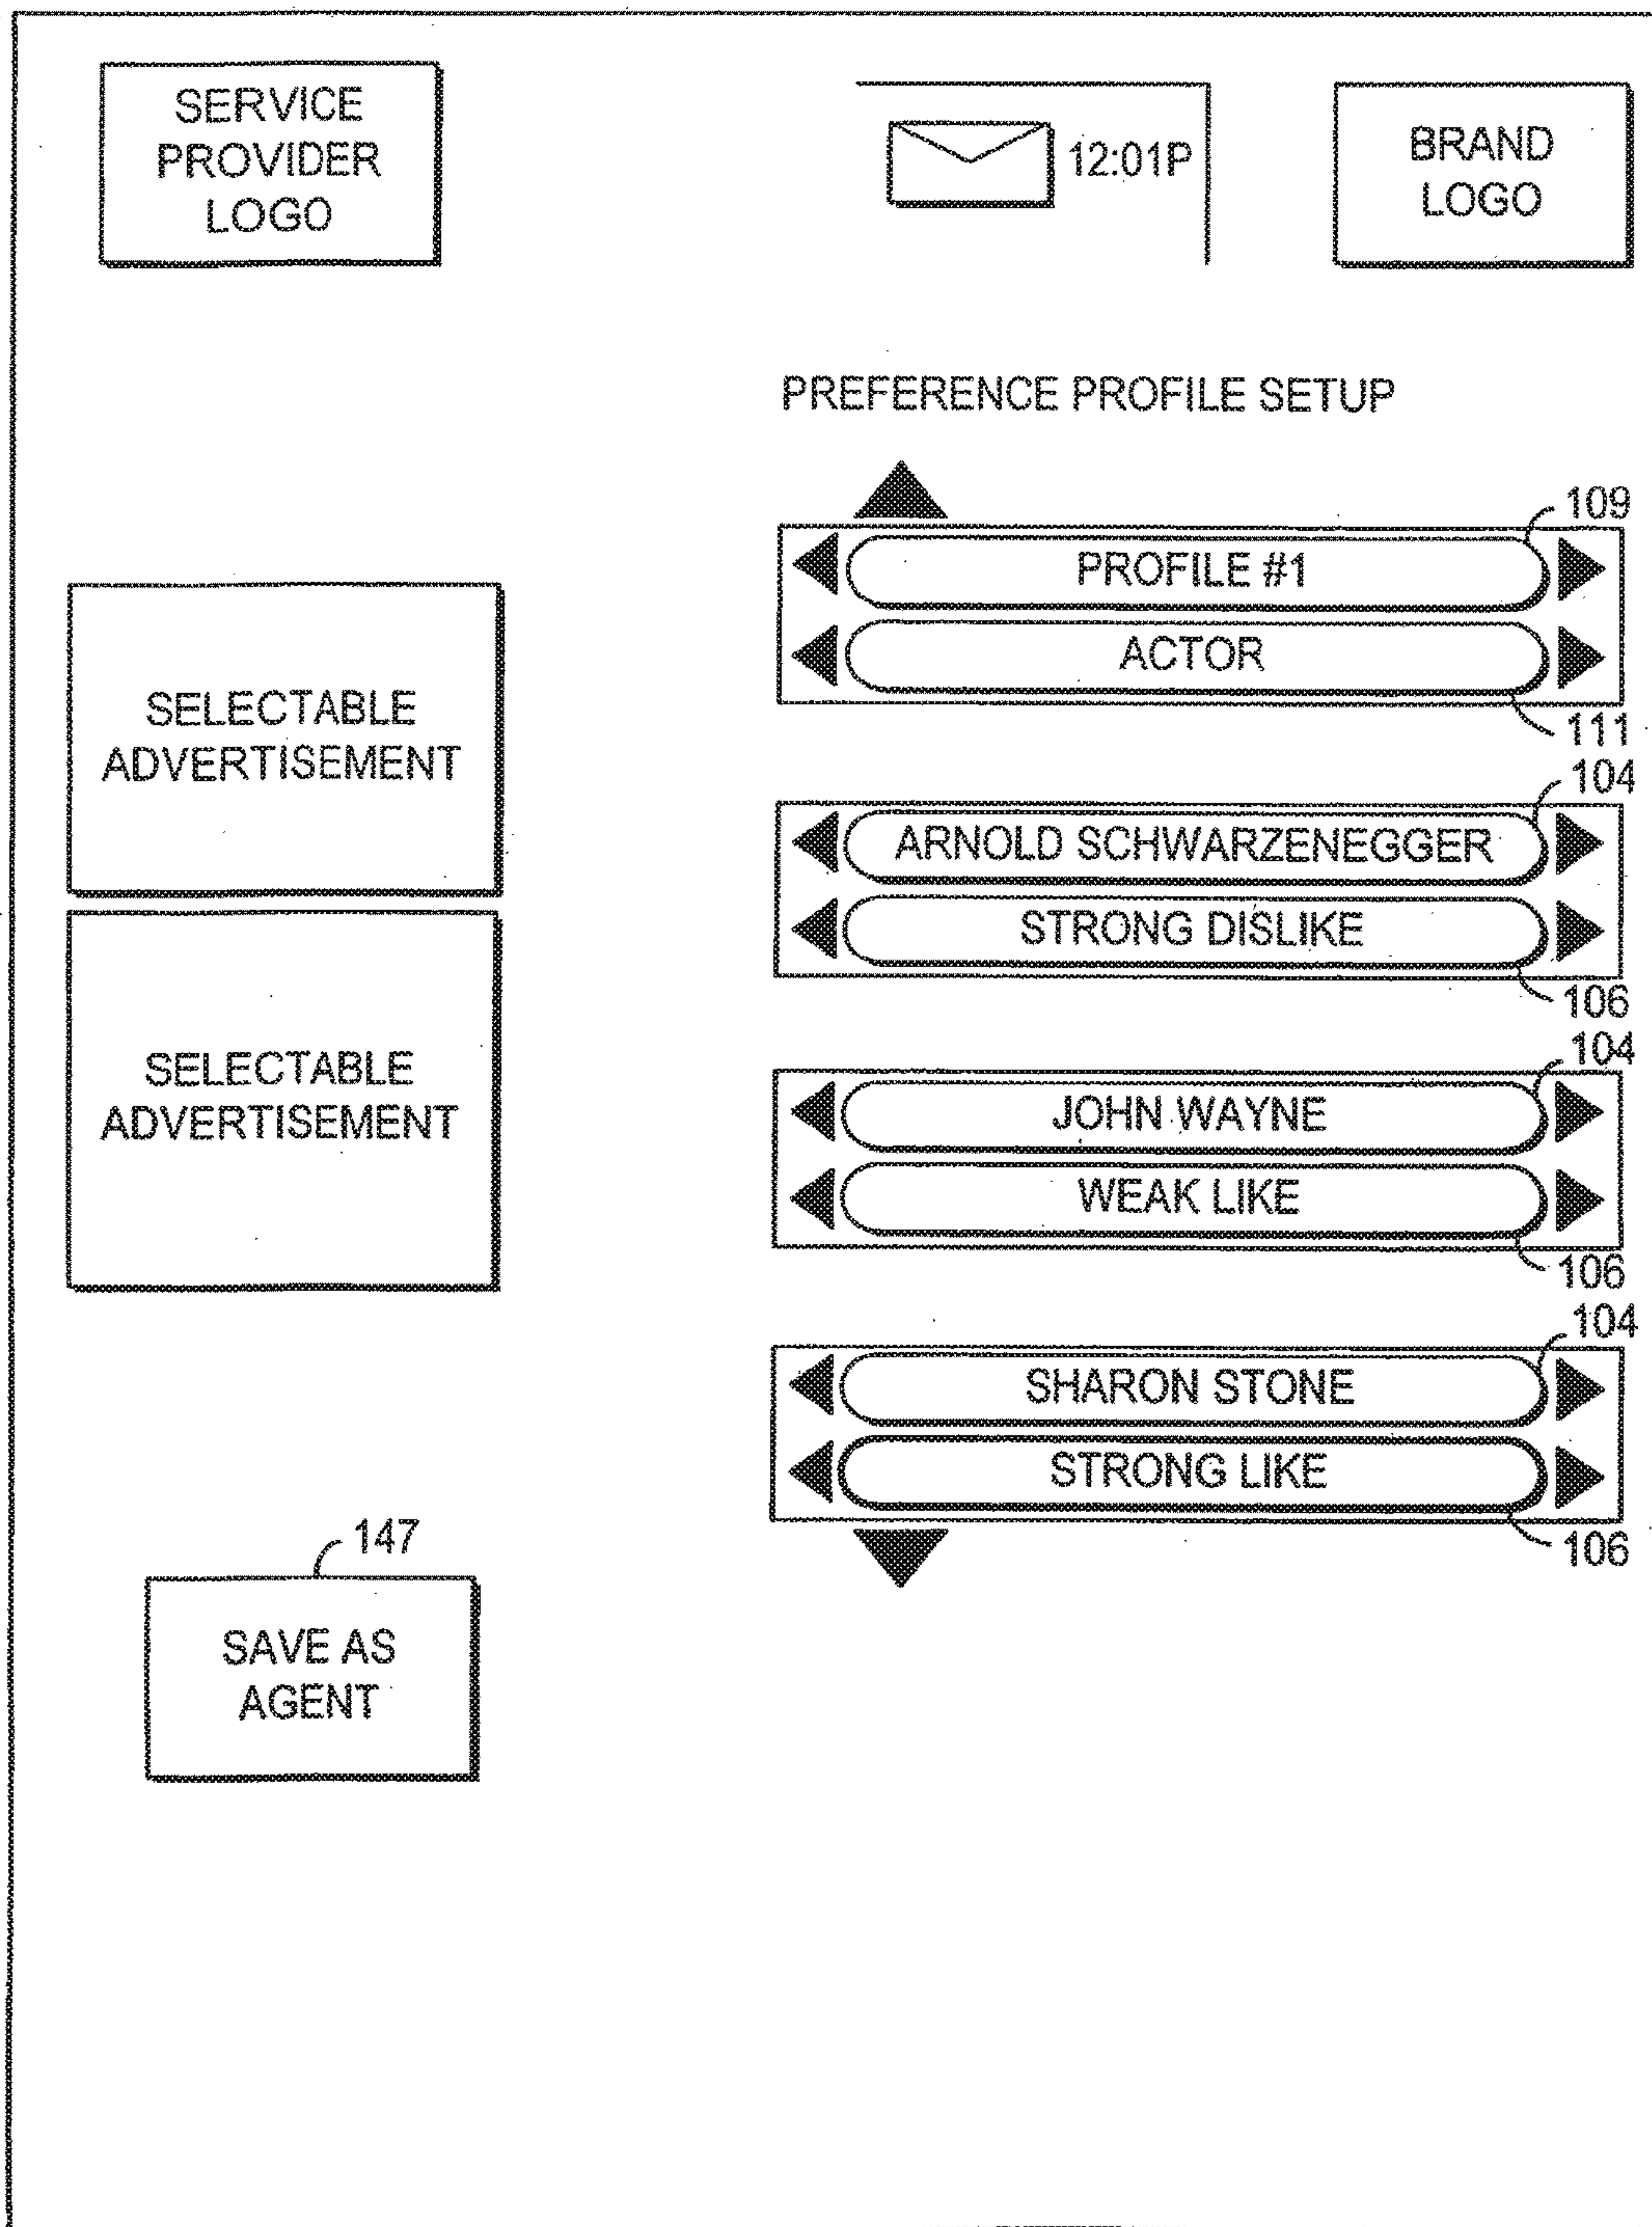 SERVICE
PROVIDER
LOGO
12:01P
BRAND
LOGO
PREFERENCE PROFILE SETUP
109
PROFILE #1
ACTOR
111
SELECTABLE
ADVERTISEMENT
104
ARNOLD SCHWARZENEGGER
STRONG DISLIKE
106
SELECTABLE
ADVERTISEMENT
104
JOHN WAYNE
WEAK LIKE
106
104
SHARON STONE
STRONG LIKE
106
147
SAVE AS
AGENT